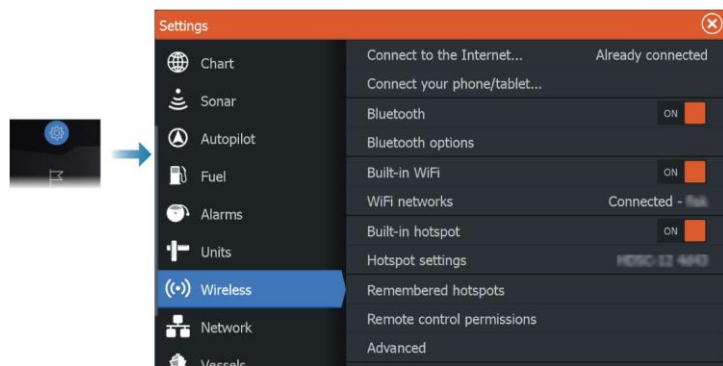 Settings
Chart
Sonar
Autopilot
Fuel
Alarms
Units
Wireless
Network
Vessels
Connect to the Internet... Already connected
Connect your phone/tablet...
Bluetooth ON
Bluetooth options
Built-in WiFi ON
WiFi networks Connected -
Built-in hotspot ON
Hotspot settings
Remembered hotspots
Remote control permissions
Advanced